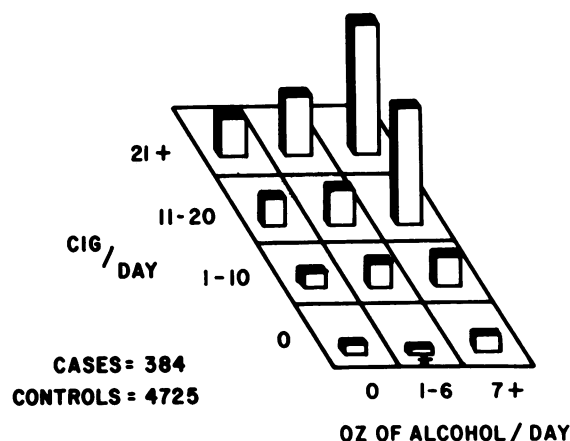 21+
11-20
CIG/DAY
1-10
0
CASES = 384
CONTROLS = 4725
0 1-6 7+
OZ OF ALCOHOL / DAY